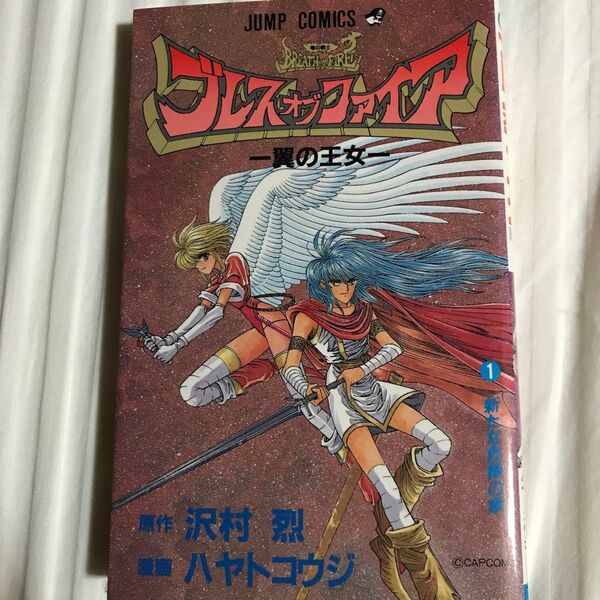 JUMP COMICS
竜の戦士
BREATH OF FIRE
ブレスオブファイア
ー翼の王女ー
1
原作 沢村 烈
漫画 ハヤトコウジ
©CAPCOM